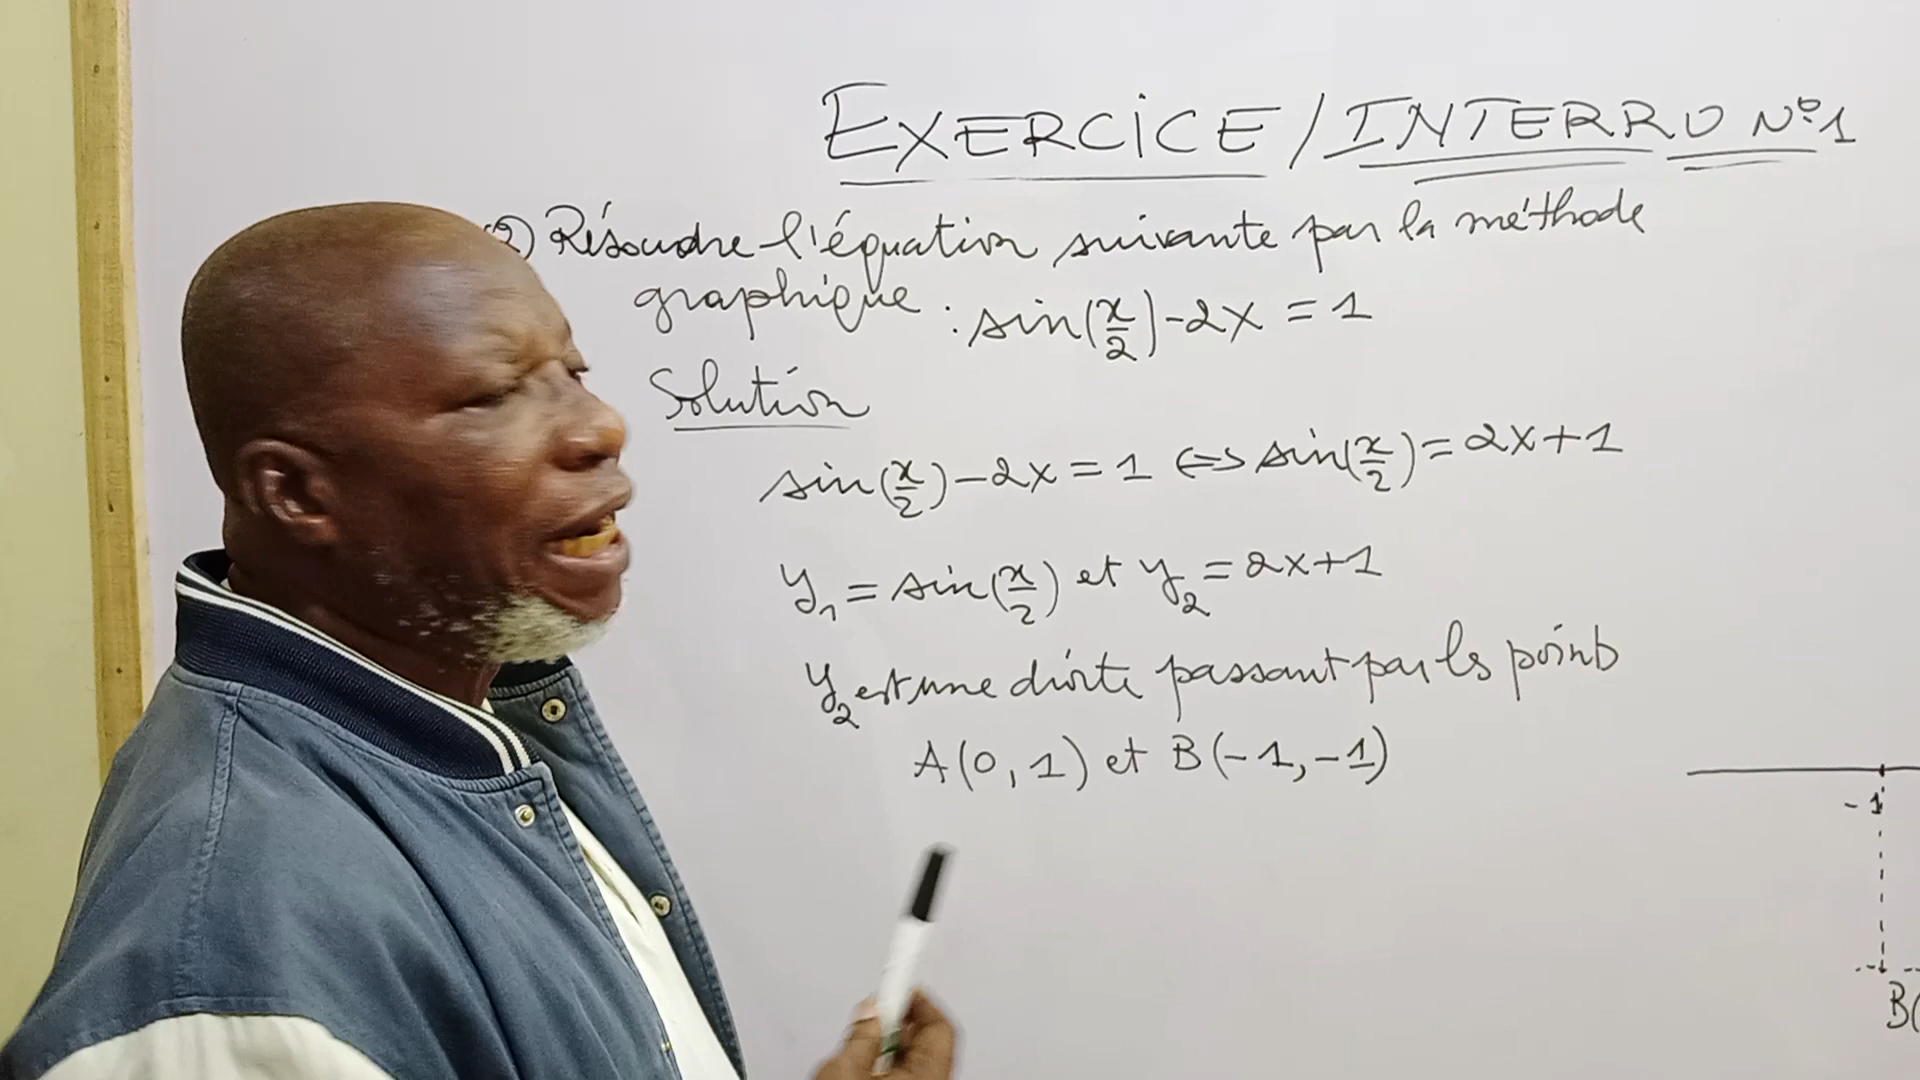 EXERCICE / INTERRO N°1
2) Résoudre l'équation suivante par la méthode
graphique : sin(x/2) - 2x = 1
Solution
sin(x/2) - 2x = 1 ⇔ sin(x/2) = 2x + 1
y₁ = sin(x/2) et y₂ = 2x + 1
y₂ est une droite passant par les points
A(0, 1) et B(-1, -1)
-1
B(